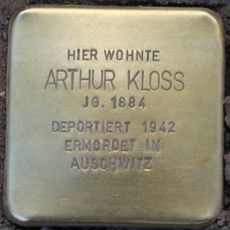 HIER WOHNTE
ARTHUR KLOSS
JG. 1884
DEPORTIERT 1942
ERMORDET IN
AUSCHWITZ